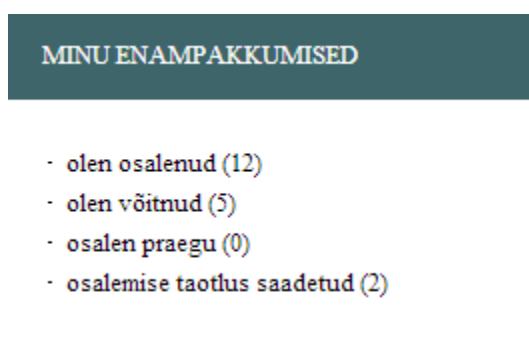 MINU ENAMPAKKUMISED
· olen osalenud (12)
· olen võitnud (5)
· osalen praegu (0)
· osalemise taotlus saadetud (2)